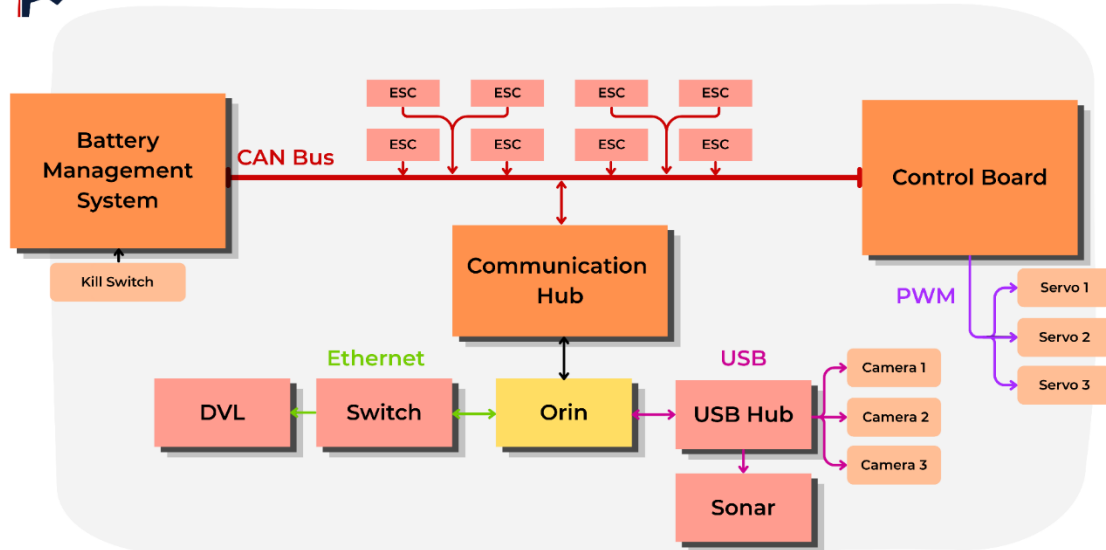 ESC
ESC
ESC
ESC
Battery
Management
System
CAN Bus
ESC
ESC
ESC
ESC
Control Board
Kill Switch
Communication
Hub
PWM
Servo 1
Servo 2
Servo 3
Ethernet
USB
DVL
Switch
Orin
USB Hub
Camera 1
Camera 2
Camera 3
Sonar